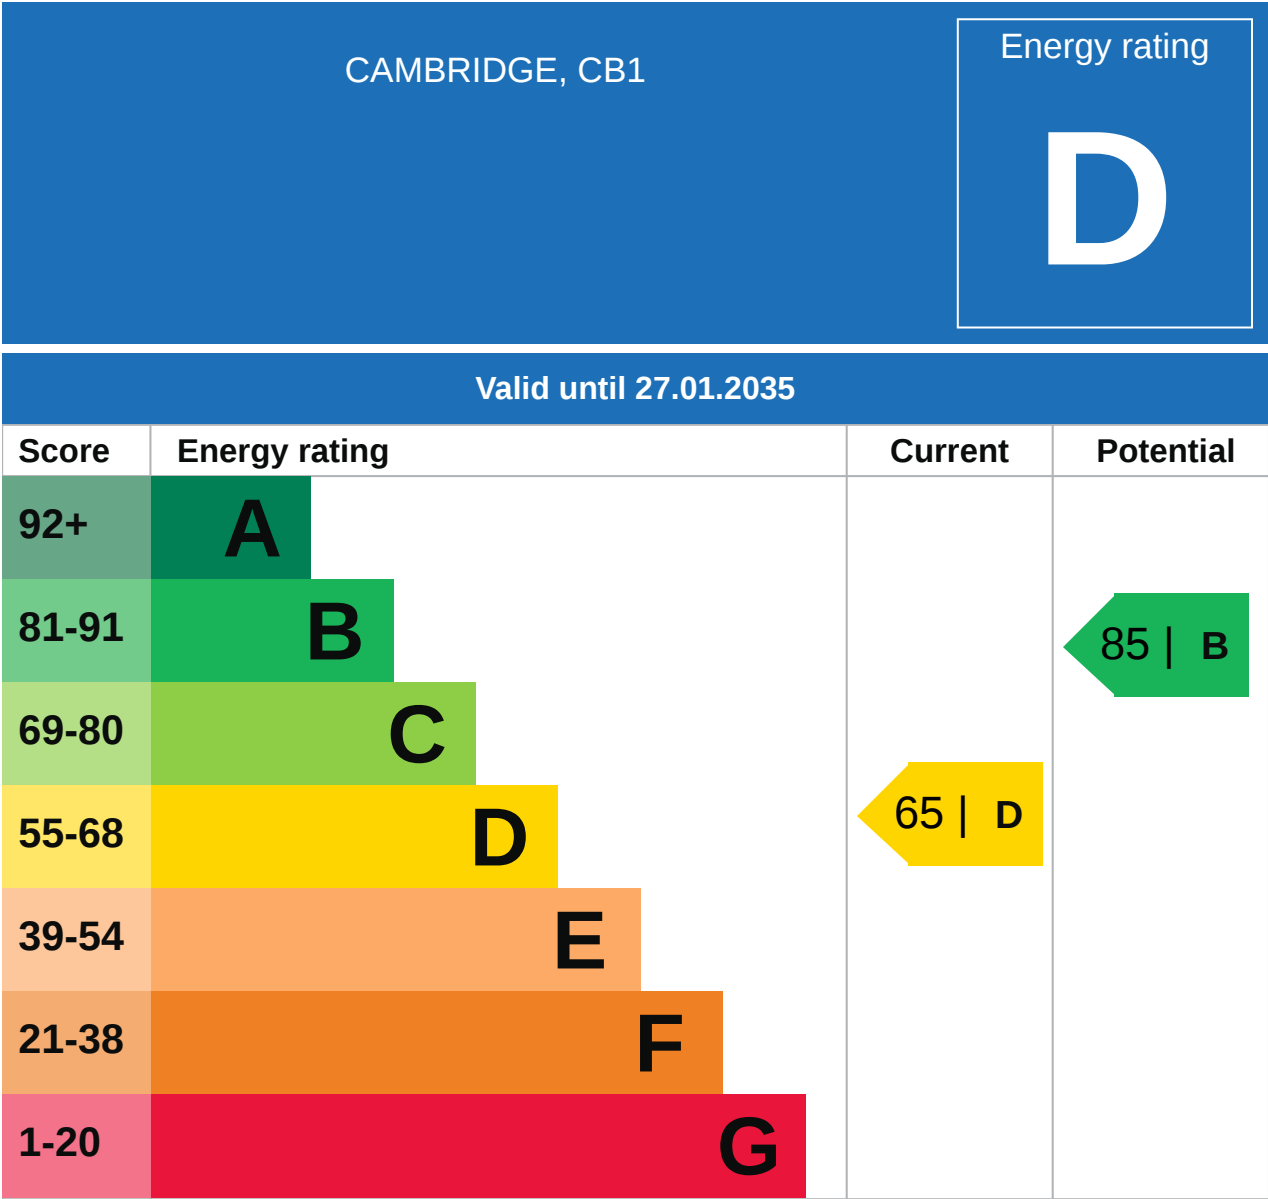 CAMBRIDGE, CB1
Energy rating
D
Valid until 27.01.2035
Score Energy rating Current Potential
92+ A
81-91 B 85 | B
69-80 C
55-68 D 65 | D
39-54 E
21-38 F
1-20 G